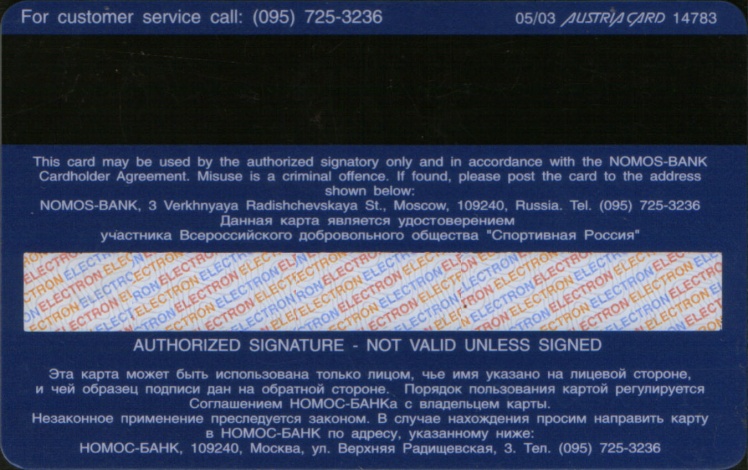 For customer service call: (095) 725-3236 05/03 AUSTRIA CARD 14783
This card may be used by the authorized signatory only and in accordance with the NOMOS-BANK
Cardholder Agreement. Misuse is a criminal offence. If found, please post the card to the address
shown below:
NOMOS-BANK, 3 Verkhnyaya Radishchevskaya St., Moscow, 109240, Russia. Tel. (095) 725-3236
Данная карта является удостоверением
участника Всероссийского добровольного общества "Спортивная Россия"
ELECTRON ELECTRON ELECTRON ELECTRON ELECTRON ELECTRON
AUTHORIZED SIGNATURE - NOT VALID UNLESS SIGNED
Эта карта может быть использована только лицом, чье имя указано на лицевой стороне,
и чей образец подписи дан на обратной стороне. Порядок пользования картой регулируется
Соглашением НОМОС-БАНКа с владельцем карты.
Незаконное применение преследуется законом. В случае нахождения просим направить карту
в НОМОС-БАНК по адресу, указанному ниже:
НОМОС-БАНК, 109240, Москва, ул. Верхняя Радищевская, 3. Тел. (095) 725-3236